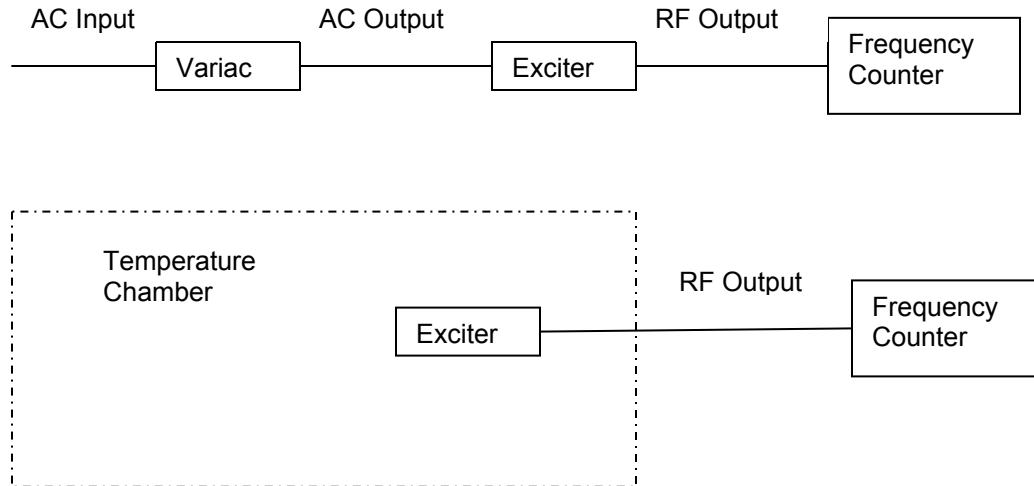 AC Input
AC Output
RF Output
Variac
Exciter
Frequency
Counter
Temperature
Chamber
RF Output
Exciter
Frequency
Counter